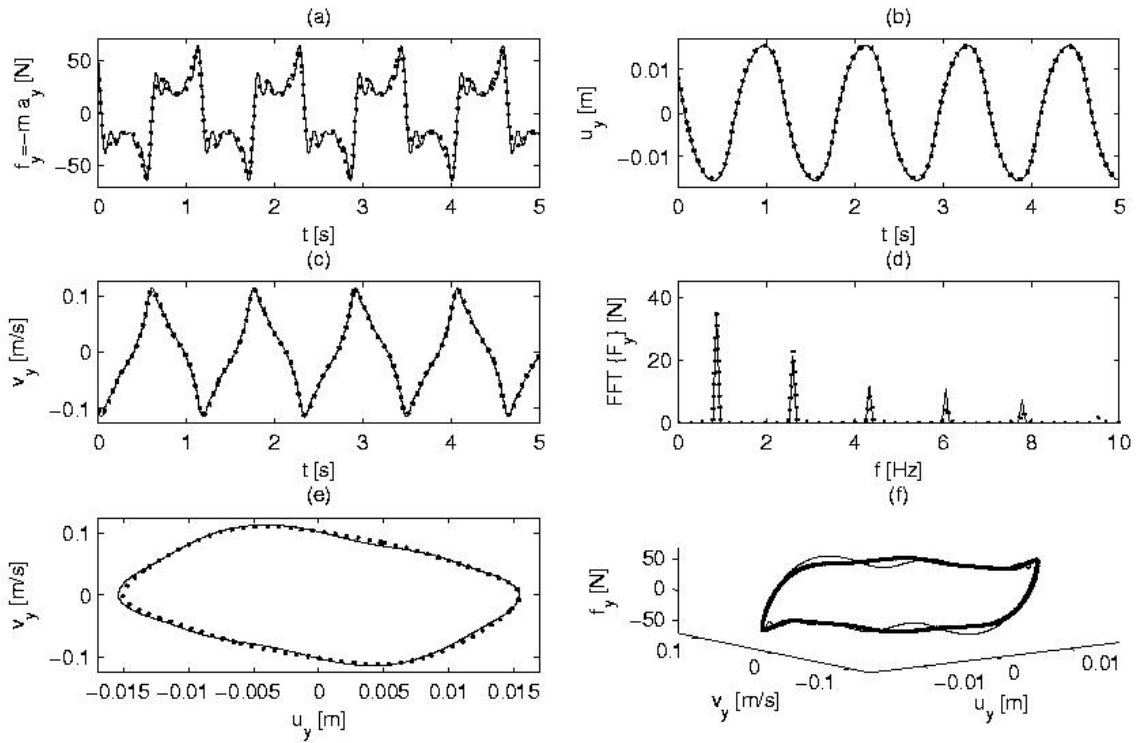 (a)
f_y=-m a_y [N]
50
0
-50
0 1 2 3 4 5
t [s]
(b)
u_y [m]
0.01
0
-0.01
0 1 2 3 4 5
t [s]
(c)
v_y [m/s]
0.1
0
-0.1
0 1 2 3 4 5
t [s]
(d)
FFT {F_y} [N]
40
20
0
0 2 4 6 8 10
f [Hz]
(e)
v_y [m/s]
0.1
0
-0.1
-0.015 -0.01 -0.005 0 0.005 0.01 0.015
u_y [m]
(f)
f_y [N]
50
0
-50
0.1 0 -0.1
v_y [m/s]
-0.01 0 0.01
u_y [m]